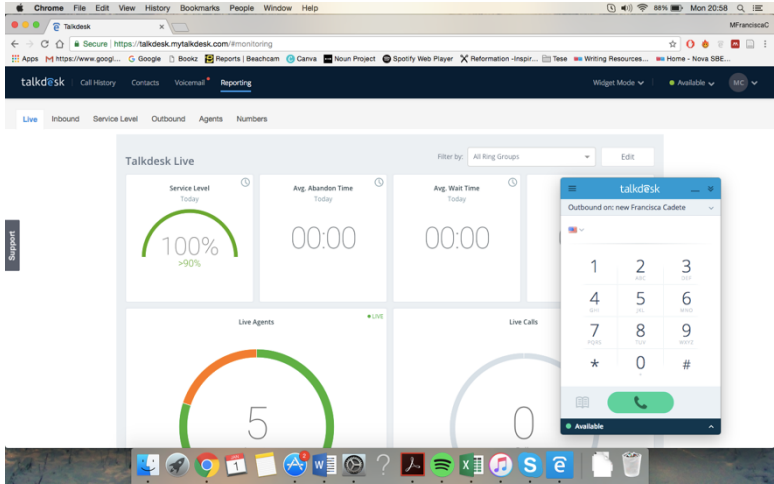 Chrome File Edit View History Bookmarks People Window Help 88% Mon 20:58
Talkdesk MFranciscaC
Secure https://talkdesk.mytalkdesk.com/#monitoring
Apps https://www.googl... Google Bookz Reports | Beachcam Canva Noun Project Spotify Web Player Reformation -Inspir... Tese Writing Resources... Home - Nova SBE...
talkdesk Call History Contacts Voicemail Reporting Widget Mode Available MC
Live Inbound Service Level Outbound Agents Numbers
Talkdesk Live Filter by: All Ring Groups Edit
Service Level Avg. Abandon Time Avg. Wait Time
Today Today Today
100% 00:00 00:00
>90%
Support
Live Agents LIVE Live Calls
5 0
talkdesk
Outbound on: new Francisca Cadete
1 2 3
ABC DEF
4 5 6
GHI JKL MNO
7 8 9
PQRS TUV WXYZ
* 0 #
+
Available
2
1
?